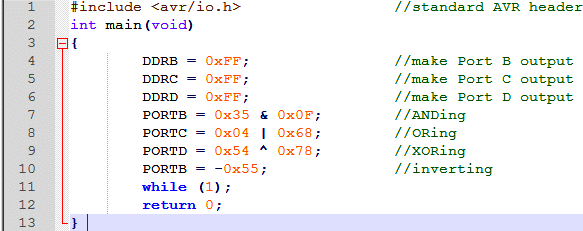 1 #include <avr/io.h> //standard AVR header
2 int main(void)
3 {
4 DDRB = 0xFF; //make Port B output
5 DDRC = 0xFF; //make Port C output
6 DDRD = 0xFF; //make Port D output
7 PORTB = 0x35 & 0x0F; //ANDing
8 PORTC = 0x04 | 0x68; //ORing
9 PORTD = 0x54 ^ 0x78; //XORing
10 PORTB = -0x55; //inverting
11 while (1);
12 return 0;
13 }